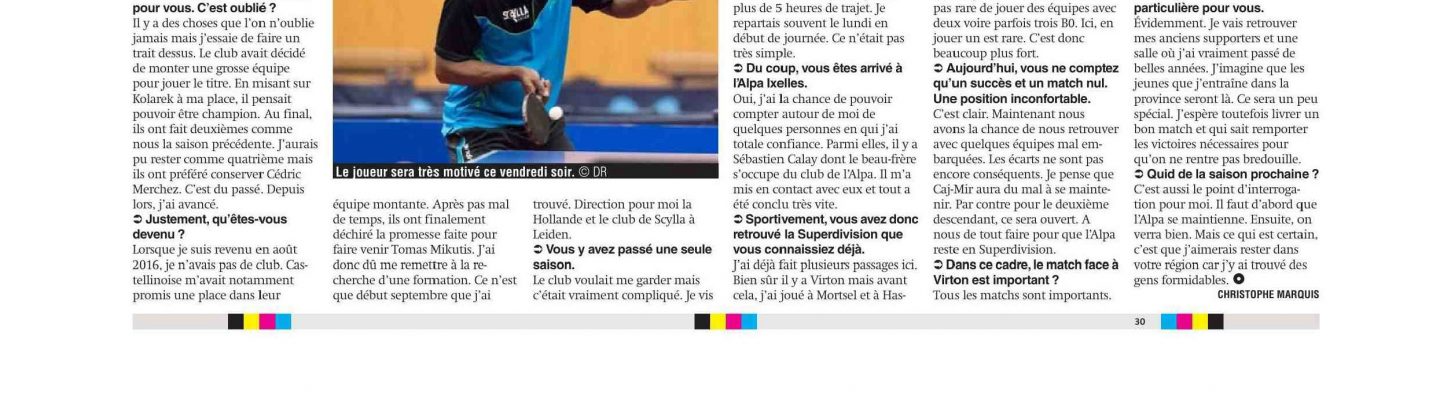 pour vous. C'est oublié ?
Il y a des choses que l'on n'oublie
jamais mais j'essaie de faire un
trait dessus. Le club avait décidé
de monter une grosse équipe
pour jouer le titre. En misant sur
Kolarek à ma place, il pensait
pouvoir être champion. Au final,
ils ont fait deuxièmes comme
nous la saison précédente. J'aurais
pu rester comme quatrième mais
ils ont préféré conserver Cédric
Merchez. C'est du passé. Depuis
lors, j'ai avancé.
➲ Justement, qu'êtes-vous
devenu ?
Lorsque je suis revenu en août
2016, je n'avais pas de club. Cas-
tellinoise m'avait notamment
promis une place dans leur
SCYLLA
Le joueur sera très motivé ce vendredi soir. © DR
équipe montante. Après pas mal
de temps, ils ont finalement
déchiré la promesse faite pour
faire venir Tomas Mikutis. J'ai
donc dû me remettre à la re-
cherche d'une formation. Ce n'est
que début septembre que j'ai
trouvé. Direction pour moi la
Hollande et le club de Scylla à
Leiden.
➲ Vous y avez passé une seule
saison.
Le club voulait me garder mais
c'était vraiment compliqué. Je vis
plus de 5 heures de trajet. Je
repartais souvent le lundi en
début de journée. Ce n'était pas
très simple.
➲ Du coup, vous êtes arrivé à
l'Alpa Ixelles.
Oui, j'ai la chance de pouvoir
compter autour de moi de
quelques personnes en qui j'ai
totale confiance. Parmi elles, il y a
Sébastien Calay dont le beau-frère
s'occupe du club de l'Alpa. Il m'a
mis en contact avec eux et tout a
été conclu très vite.
➲ Sportivement, vous avez donc
retrouvé la Superdivision que
vous connaissiez déjà.
J'ai déjà fait plusieurs passages ici.
Bien sûr il y a Virton mais avant
cela, j'ai joué à Mortsel et à Has-
pas rare de jouer des équipes avec
deux voire parfois trois B0. Ici, en
jouer un est rare. C'est donc
beaucoup plus fort.
➲ Aujourd'hui, vous ne comptez
qu'un succès et un match nul.
Une position inconfortable.
C'est clair. Maintenant nous
avons la chance de nous retrouver
avec quelques équipes mal em-
barquées. Les écarts ne sont pas
encore conséquents. Je pense que
Caj-Mir aura du mal à se mainte-
nir. Par contre pour le deuxième
descendant, ce sera ouvert. A
nous de tout faire pour que l'Alpa
reste en Superdivision.
➲ Dans ce cadre, le match face à
Virton est important ?
Tous les matchs sont importants.
particulière pour vous.
Évidemment. Je vais retrouver
mes anciens supporters et une
salle où j'ai vraiment passé de
belles années. J'imagine que les
jeunes que j'entraîne dans la
province seront là. Ce sera un peu
spécial. J'espère toutefois livrer un
bon match et qui sait remporter
les victoires nécessaires pour
qu'on ne rentre pas bredouille.
➲ Quid de la saison prochaine ?
C'est aussi le point d'interroga-
tion pour moi. Il faut d'abord que
l'Alpa se maintienne. Ensuite, on
verra bien. Mais ce qui est certain,
c'est que j'aimerais rester dans
votre région car j'y ai trouvé des
gens formidables.
CHRISTOPHE MARQUIS
30